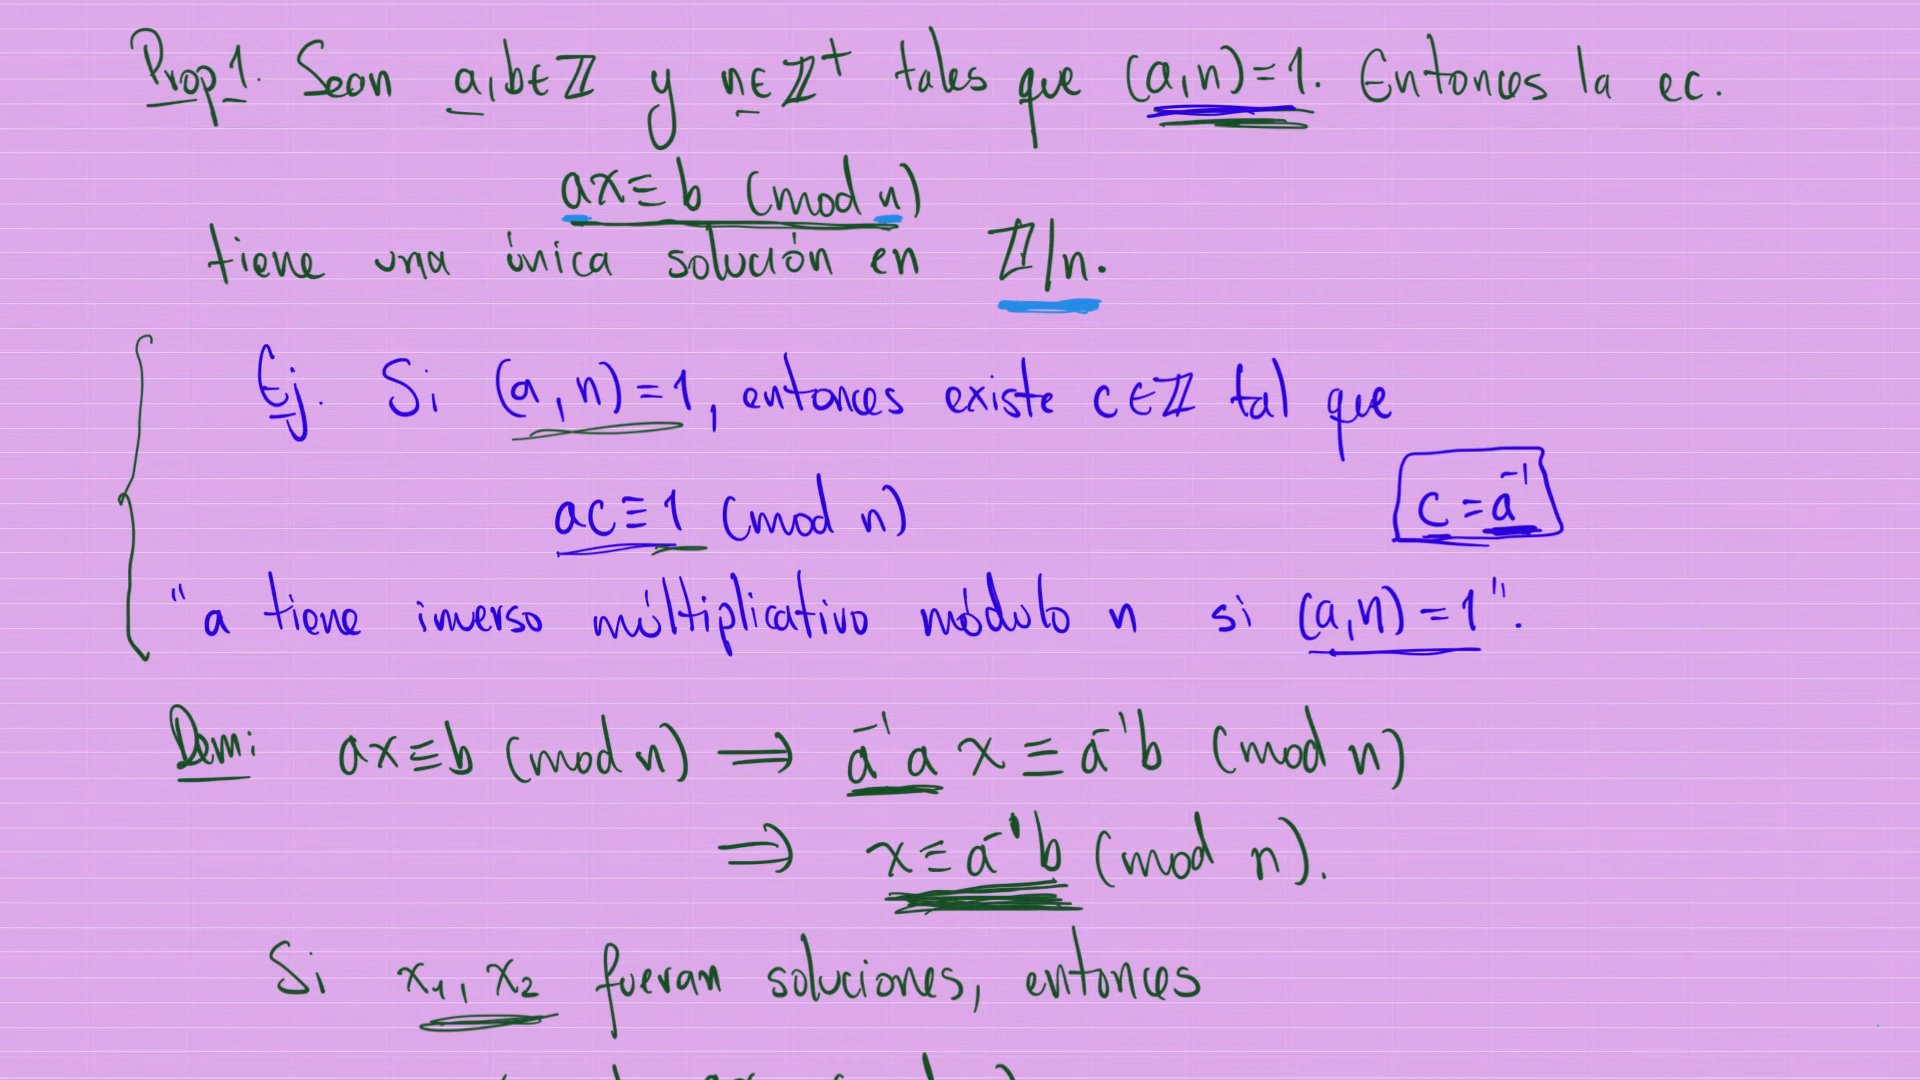 Prop 1. Sean a,b∈ℤ y n∈ℤ⁺ tales que (a,n)=1. Entonces la ec.
ax≡b (mod n)
tiene una única solución en ℤ/n.
Ej. Si (a,n)=1, entonces existe c∈ℤ tal que
ac≡1 (mod n) c=a⁻¹
"a tiene inverso múltiplicativo módulo n si (a,n)=1".
Dem: ax≡b (mod n) ⟹ a⁻¹a x ≡ a⁻¹b (mod n)
⟹ x≡a⁻¹b (mod n).
Si x₁, x₂ fueran soluciones, entonces